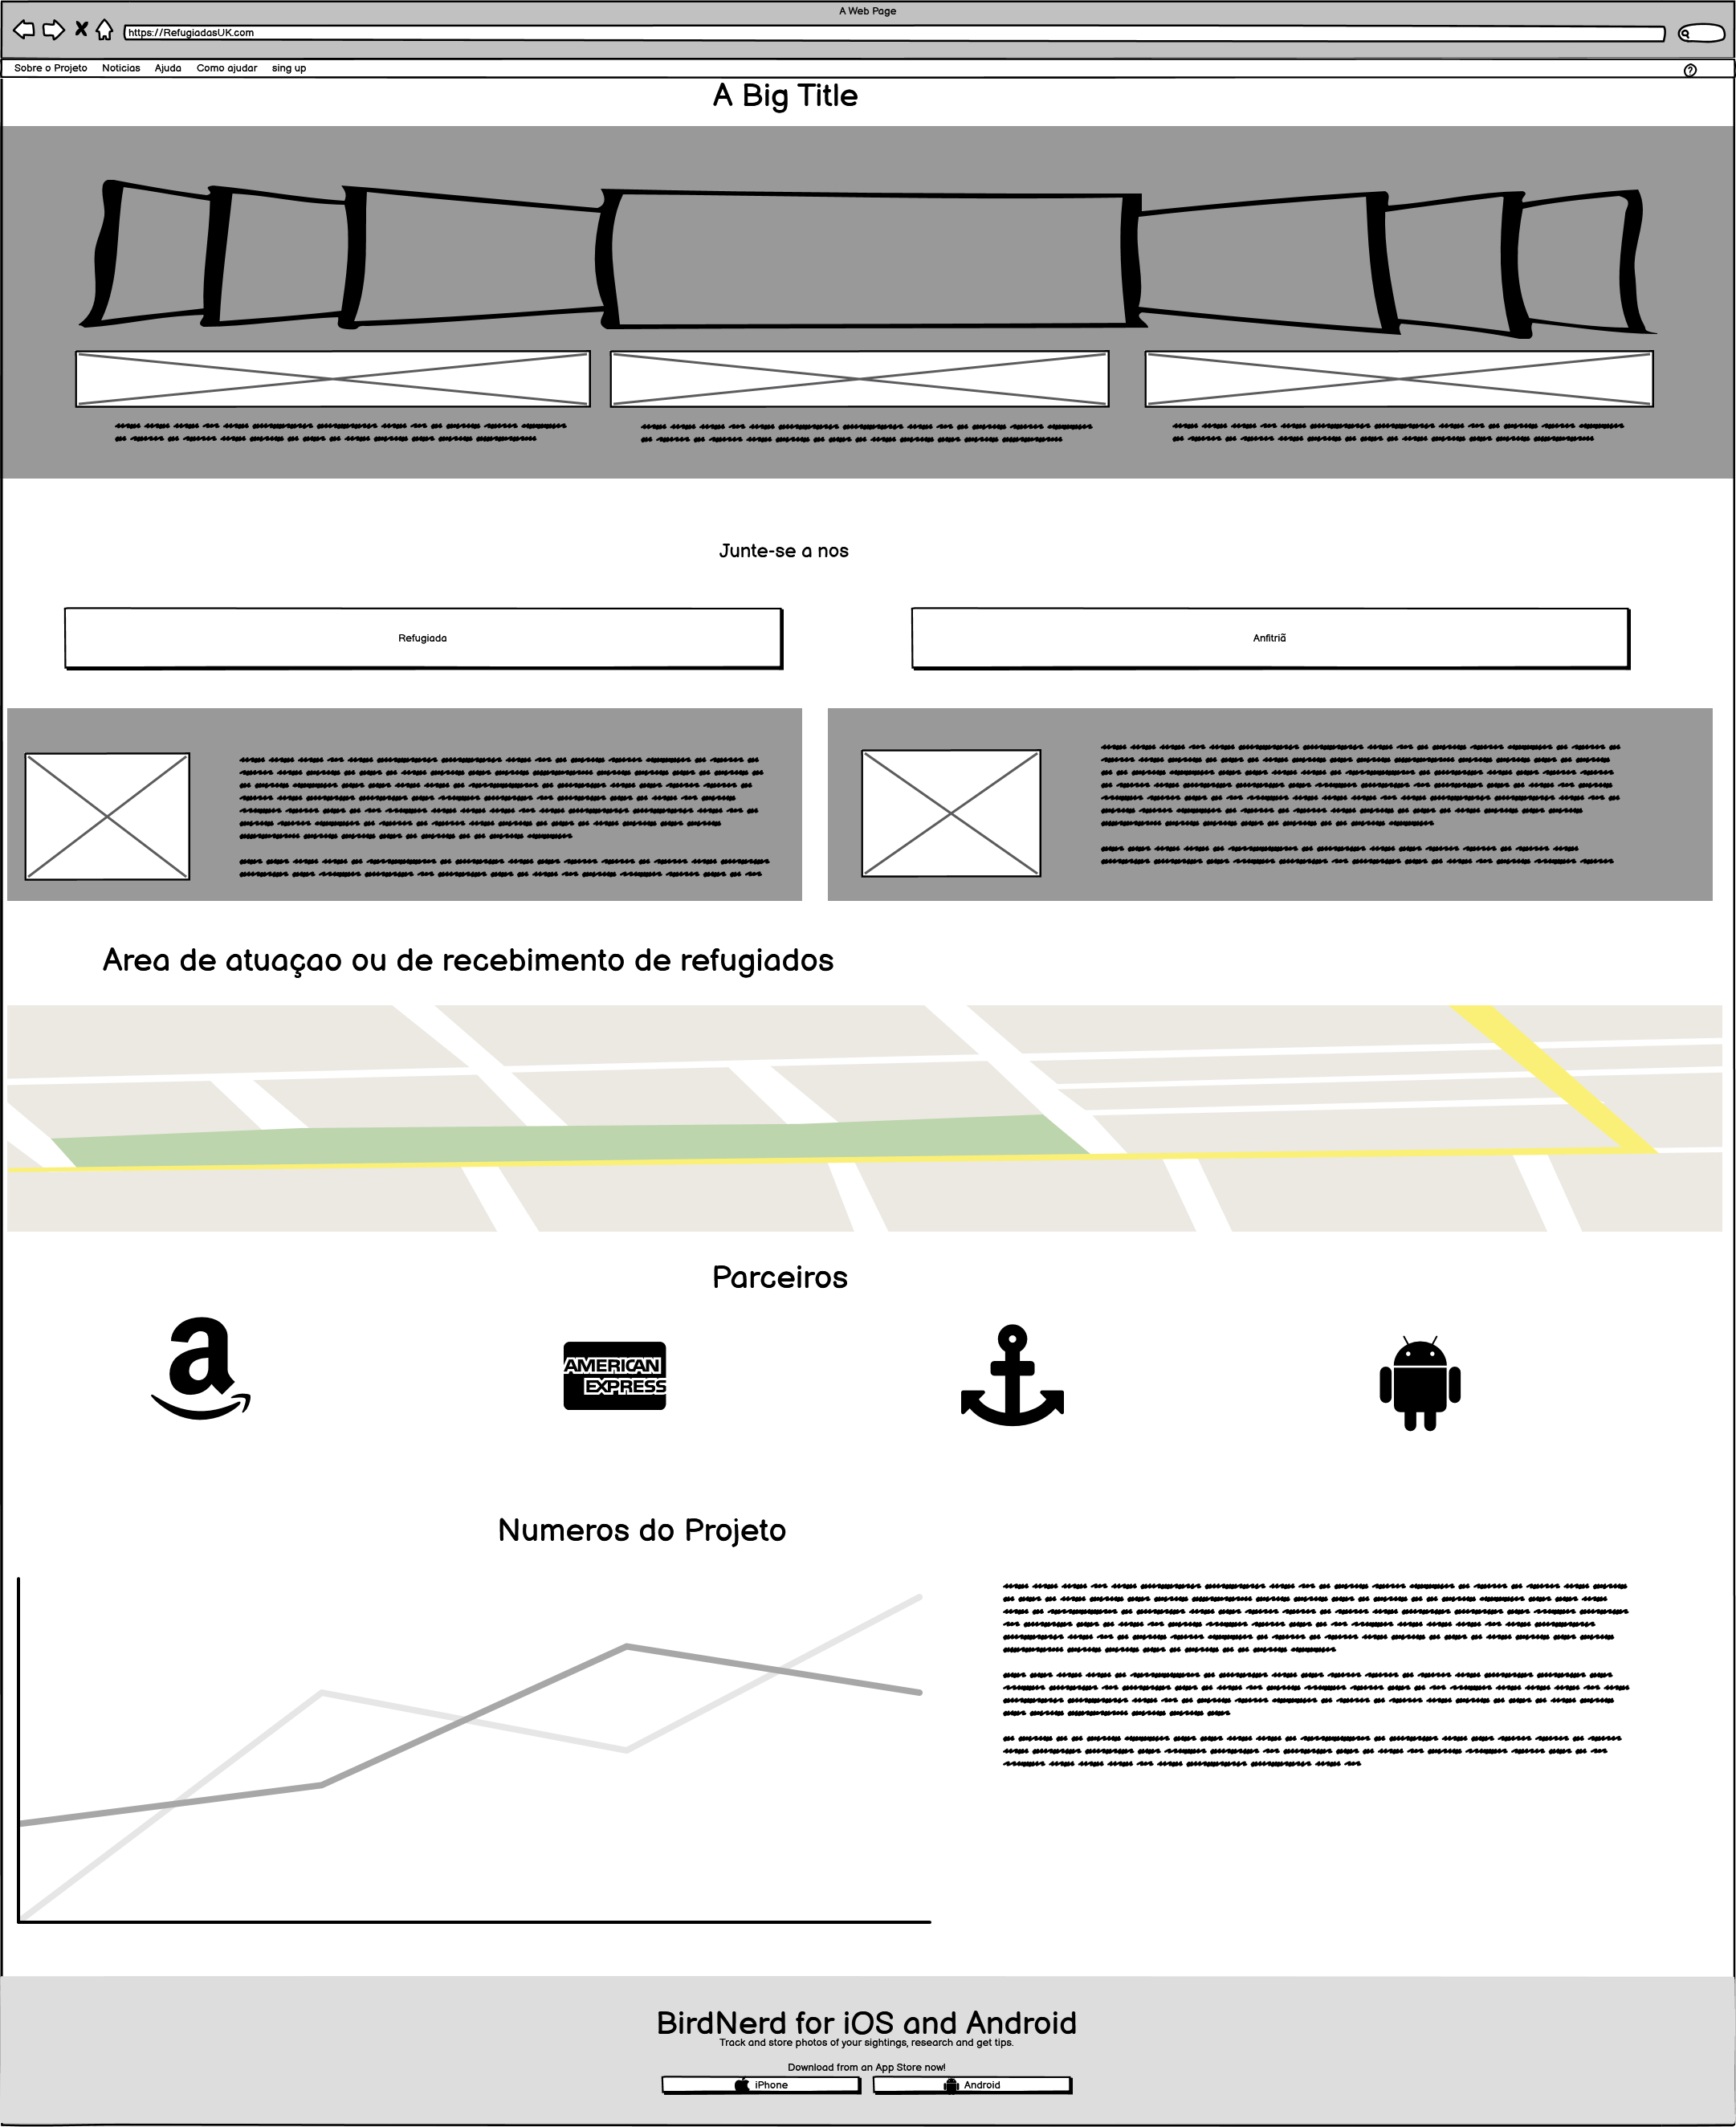 A Web Page
https://RefugiadasUK.com
Sobre o Projeto Noticias Ajuda Como ajudar sing up
A Big Title
Junte-se a nos
Refugiada Anfitriã
Area de atuaçao ou de recebimento de refugiados
Parceiros
AMERICAN
EXPRESS
Numeros do Projeto
BirdNerd for iOS and Android
Track and store photos of your sightings, research and get tips.
Download from an App Store now!
iPhone Android